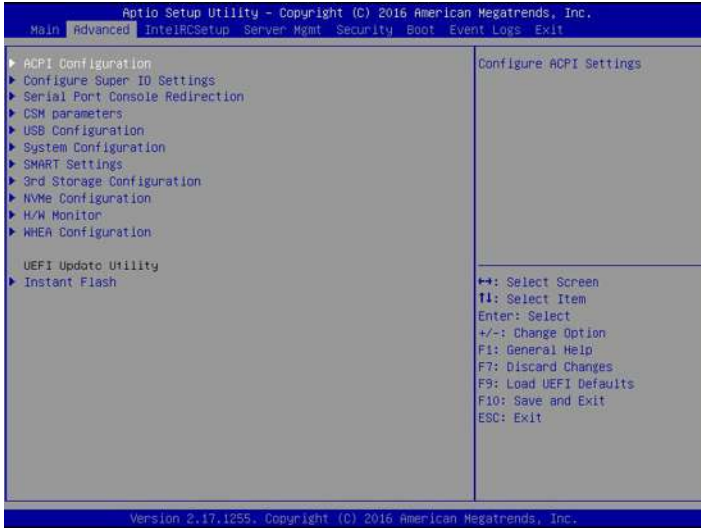 Aptio Setup Utility – Copyright (C) 2016 American Megatrends, Inc.
Main Advanced IntelRCSetup Server Mgmt Security Boot Event Logs Exit
ACPI Configuration
Configure Super IO Settings
Serial Port Console Redirection
CSM parameters
USB Configuration
System Configuration
SMART Settings
3rd Storage Configuration
NVMe Configuration
H/W Monitor
WHEA Configuration
UEFI Update Utility
Instant Flash
Configure ACPI Settings
↔: Select Screen
↑↓: Select Item
Enter: Select
+/-: Change Option
F1: General Help
F7: Discard Changes
F9: Load UEFI Defaults
F10: Save and Exit
ESC: Exit
Version 2.17.1255. Copyright (C) 2016 American Megatrends, Inc.